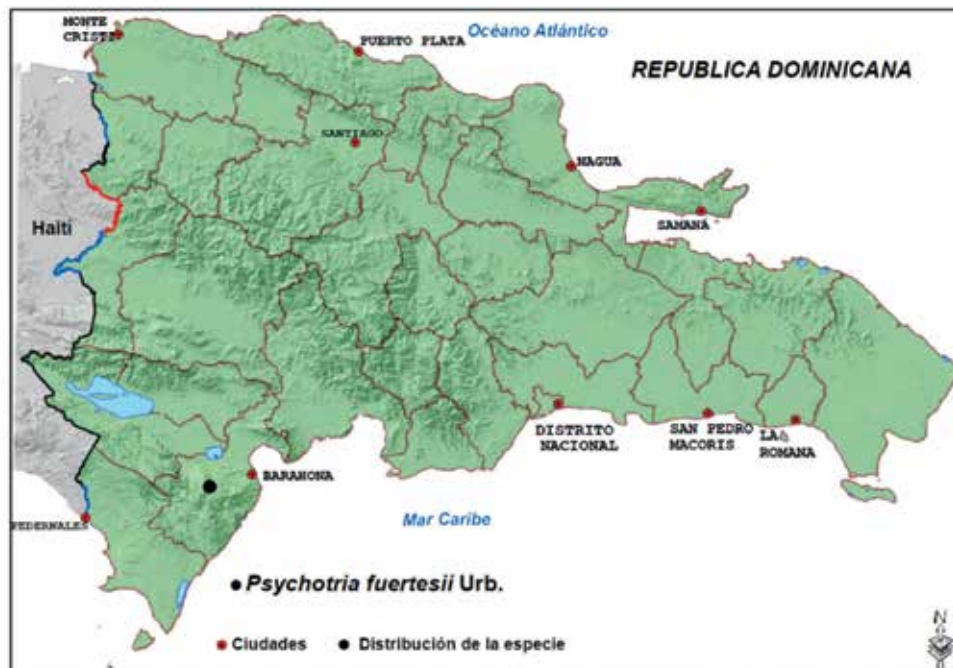 MONTE
CRISTI
PUERTO PLATA
Océano Atlántico
REPUBLICA DOMINICANA
SANTIAGO
NAGUA
SAMANÁ
Haití
DISTRITO
NACIONAL
SAN PEDRO
MACORIS
LA
ROMANA
BARAHONA
PEDERNALES
Mar Caribe
Psychotria fuertesii Urb.
Ciudades
Distribución de la especie
N